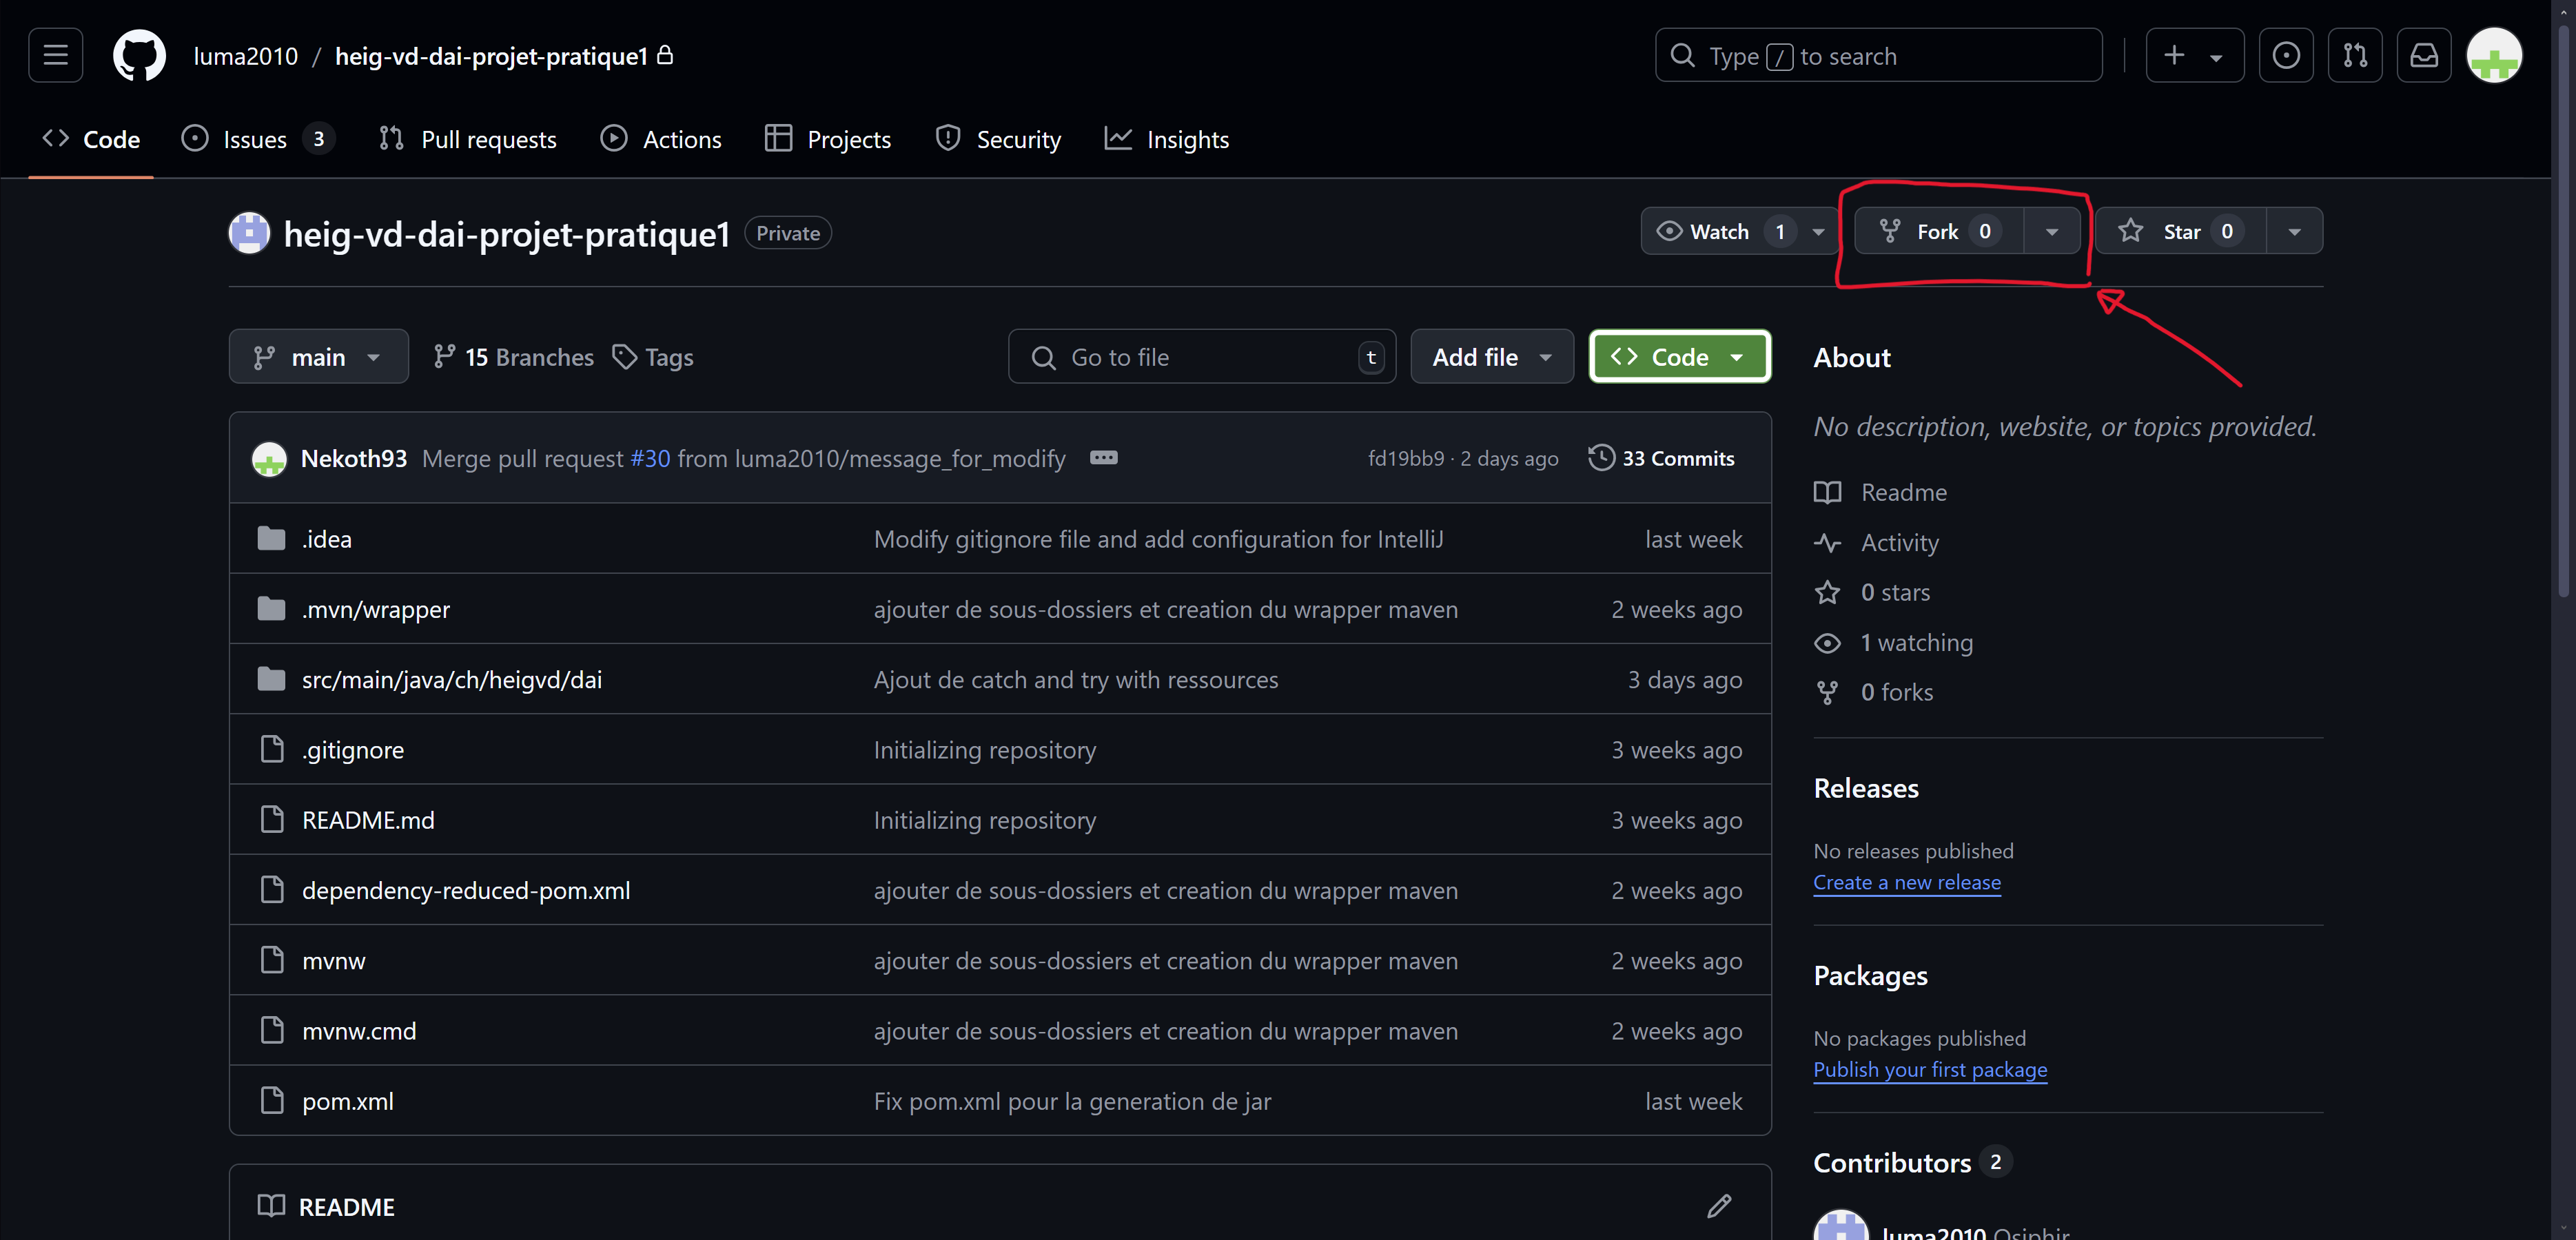 luma2010 / heig-vd-dai-projet-pratique1
Type / to search
Code
Issues 3
Pull requests
Actions
Projects
Security
Insights
heig-vd-dai-projet-pratique1 Private
Watch 1
Fork 0
Star 0
main
15 Branches
Tags
Go to file t
Add file
Code
Nekoth93 Merge pull request #30 from luma2010/message_for_modify
fd19bb9 · 2 days ago
33 Commits
.idea Modify gitignore file and add configuration for IntelliJ last week
.mvn/wrapper ajouter de sous-dossiers et creation du wrapper maven 2 weeks ago
src/main/java/ch/heigvd/dai Ajout de catch and try with ressources 3 days ago
.gitignore Initializing repository 3 weeks ago
README.md Initializing repository 3 weeks ago
dependency-reduced-pom.xml ajouter de sous-dossiers et creation du wrapper maven 2 weeks ago
mvnw ajouter de sous-dossiers et creation du wrapper maven 2 weeks ago
mvnw.cmd ajouter de sous-dossiers et creation du wrapper maven 2 weeks ago
pom.xml Fix pom.xml pour la generation de jar last week
README
About
No description, website, or topics provided.
Readme
Activity
0 stars
1 watching
0 forks
Releases
No releases published
Create a new release
Packages
No packages published
Publish your first package
Contributors 2
luma2010 Osiphir